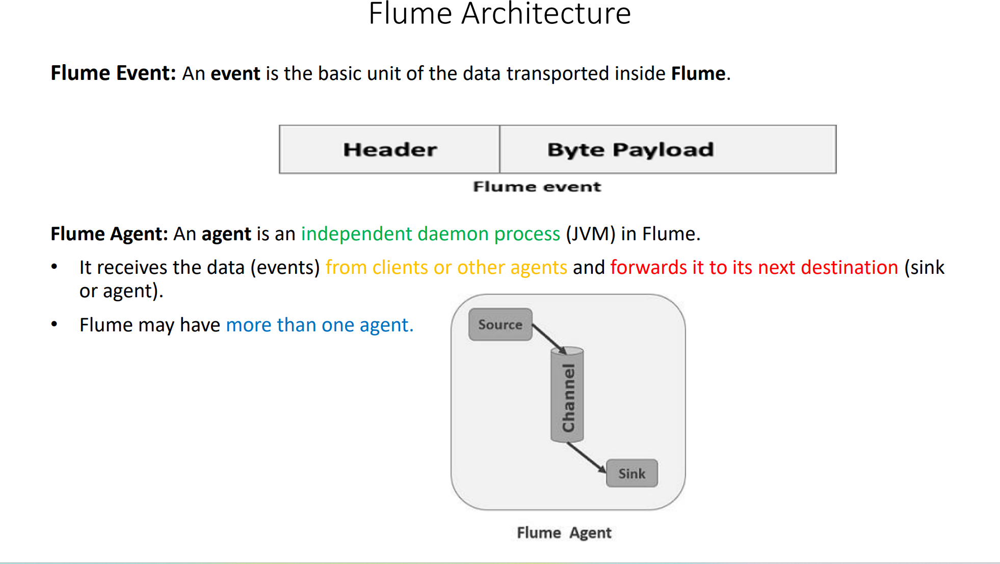 Flume Architecture
Flume Event: An event is the basic unit of the data transported inside Flume.
Header
Byte Payload
Flume event
Flume Agent: An agent is an independent daemon process (JVM) in Flume.
• It receives the data (events) from clients or other agents and forwards it to its next destination (sink
or agent).
• Flume may have more than one agent.
Source
Channel
Sink
Flume Agent